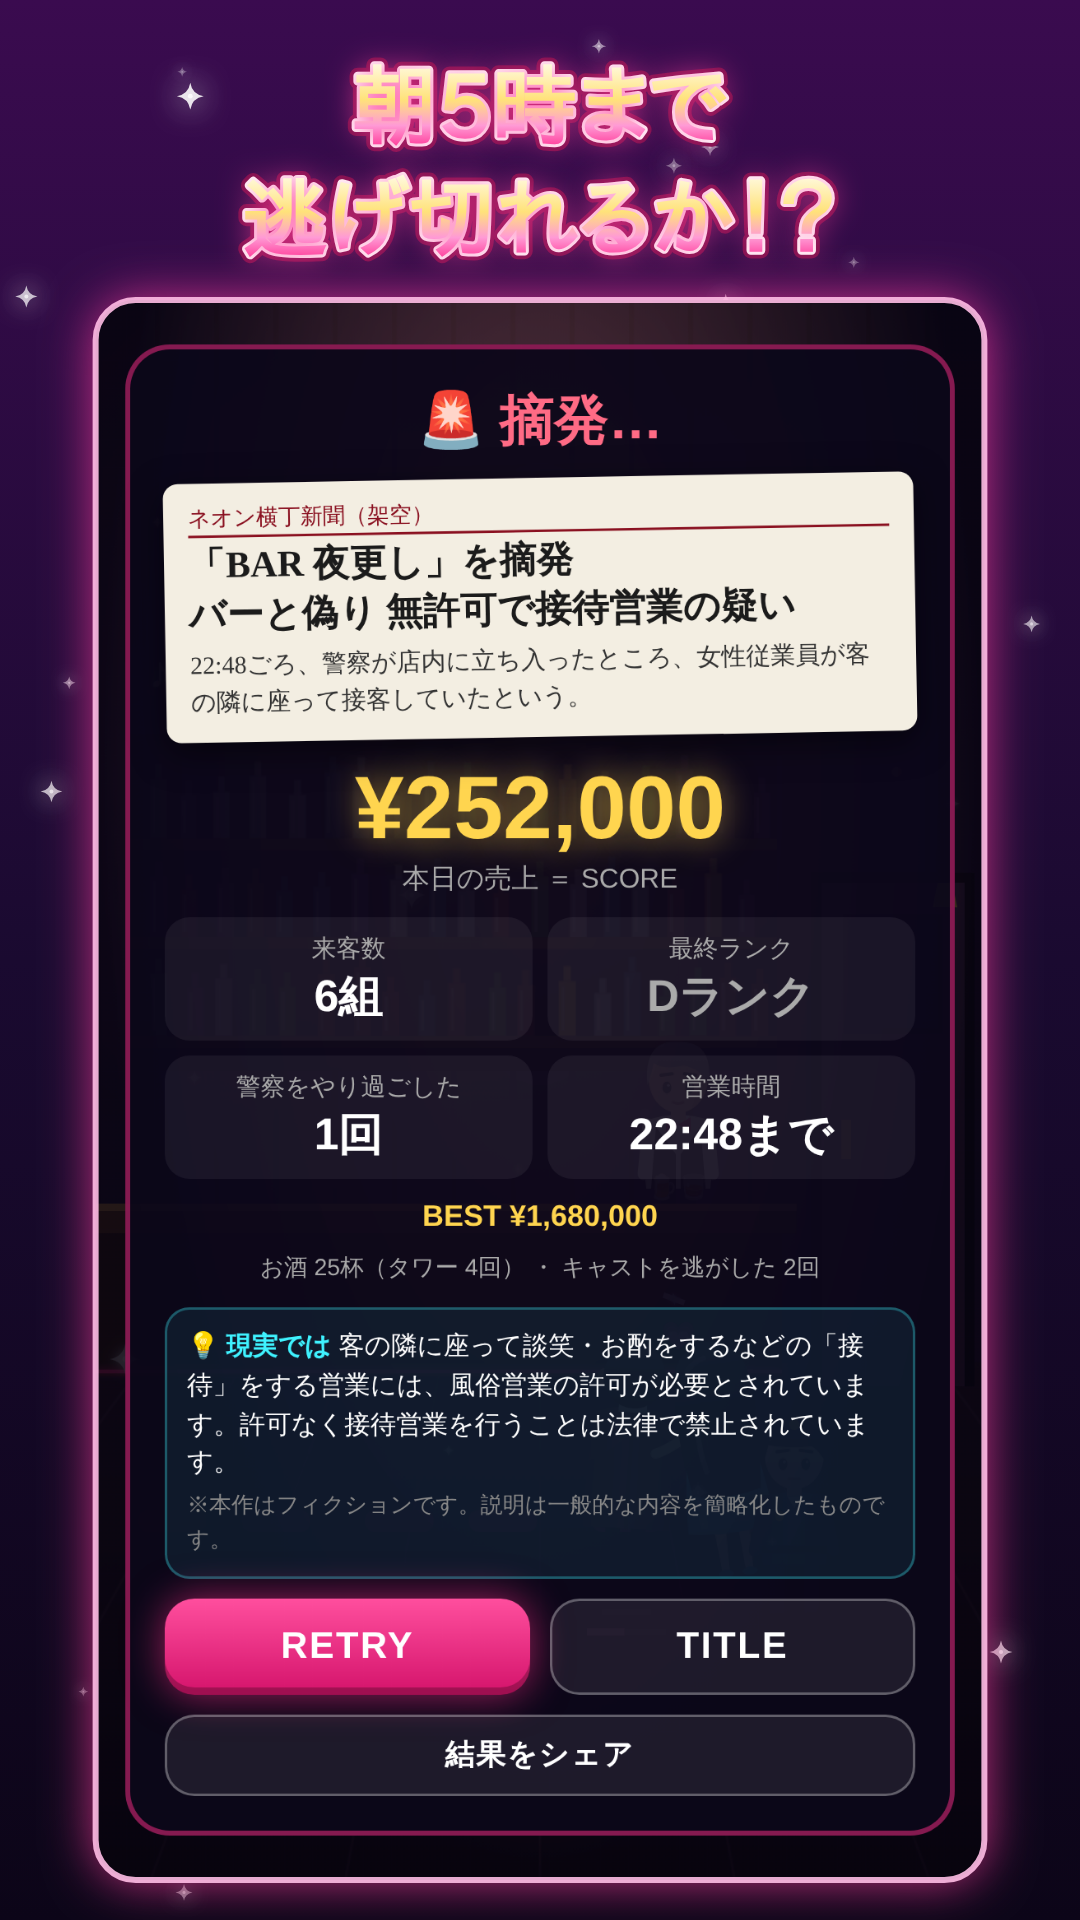 朝5時まで
逃げ切れるか!?
摘発…
ネオン横丁新聞（架空）
「BAR 夜更し」を摘発
バーと偽り 無許可で接待営業の疑い
22:48ごろ、警察が店内に立ち入ったところ、女性従業員が客
の隣に座って接客していたという。
¥252,000
本日の売上 ＝ SCORE
来客数
6組
最終ランク
Dランク
警察をやり過ごした
1回
営業時間
22:48まで
BEST ¥1,680,000
お酒 25杯（タワー 4回） ・ キャストを逃がした 2回
現実では 客の隣に座って談笑・お酌をするなどの「接
待」をする営業には、風俗営業の許可が必要とされていま
す。許可なく接待営業を行うことは法律で禁止されていま
す。
※本作はフィクションです。説明は一般的な内容を簡略化したもので
す。
RETRY
TITLE
結果をシェア